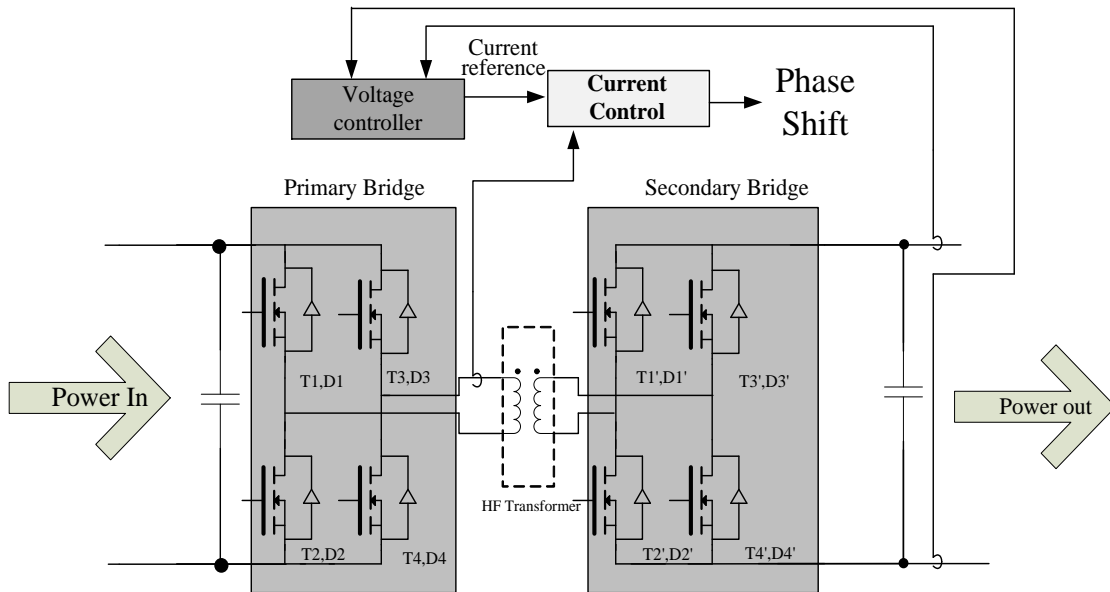 Current
reference
Voltage
controller
Current
Control
Phase
Shift
Primary Bridge
Secondary Bridge
T1,D1
T3,D3
T1',D1'
T3',D3'
Power In
Power out
HF Transformer
T2,D2
T4,D4
T2',D2'
T4',D4'